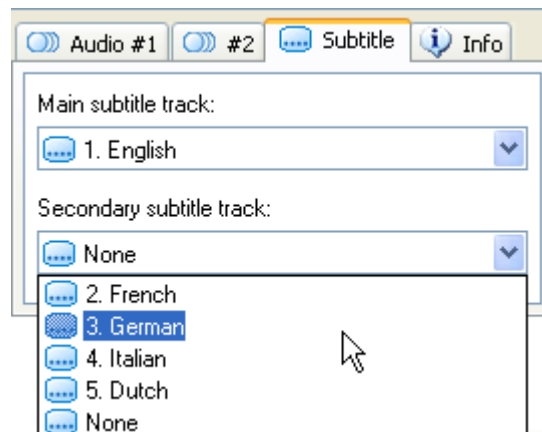 Audio #1 #2 Subtitle Info
Main subtitle track:
1. English
Secondary subtitle track:
None
2. French
3. German
4. Italian
5. Dutch
None